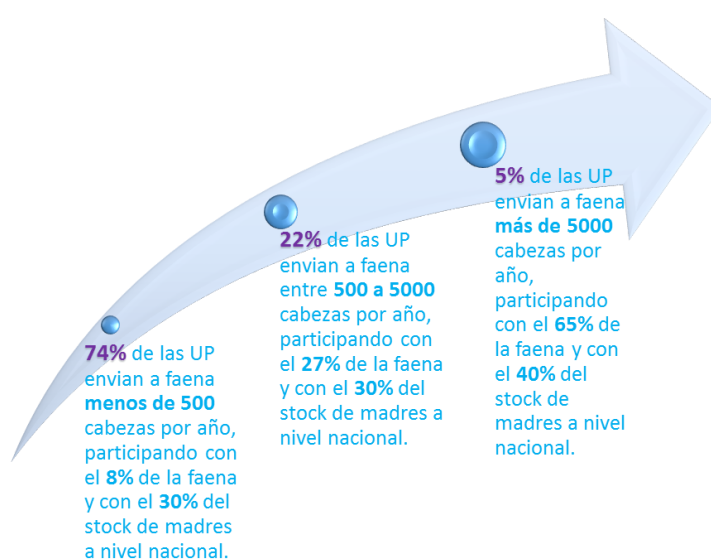 74% de las UP
envian a faena
menos de 500
cabezas por año,
participando con
el 8% de la faena
y con el 30% del
stock de madres
a nivel nacional.
22% de las UP
envian a faena
entre 500 a 5000
cabezas por año,
participando con
el 27% de la faena
y con el 30% del
stock de madres a
nivel nacional.
5% de las UP
envian a faena
más de 5000
cabezas por
año,
participando
con el 65% de
la faena y con
el 40% del
stock de
madres a nivel
nacional.